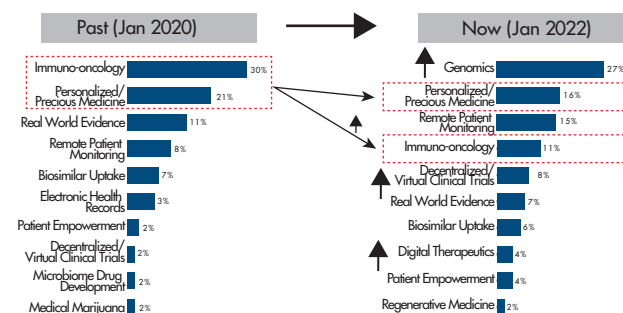 Past (Jan 2020)
Immuno-oncology
30%
Personalized/
Precious Medicine
21%
Real World Evidence
11%
Remote Patient
Monitoring
8%
Biosimilar Uptake
7%
Electronic Health
Records
3%
Patient Empowerment
2%
Decentralized/
Virtual Clinical Trials
2%
Microbiome Drug
Development
2%
Medical Marijuana
2%
Now (Jan 2022)
Genomics
27%
Personalized/
Precious Medicine
16%
Remote Patient
Monitoring
15%
Immuno-oncology
11%
Decentralized/
Virtual Clinical Trials
8%
Real World Evidence
7%
Biosimilar Uptake
6%
Digital Therapeutics
4%
Patient Empowerment
4%
Regenerative Medicine
2%